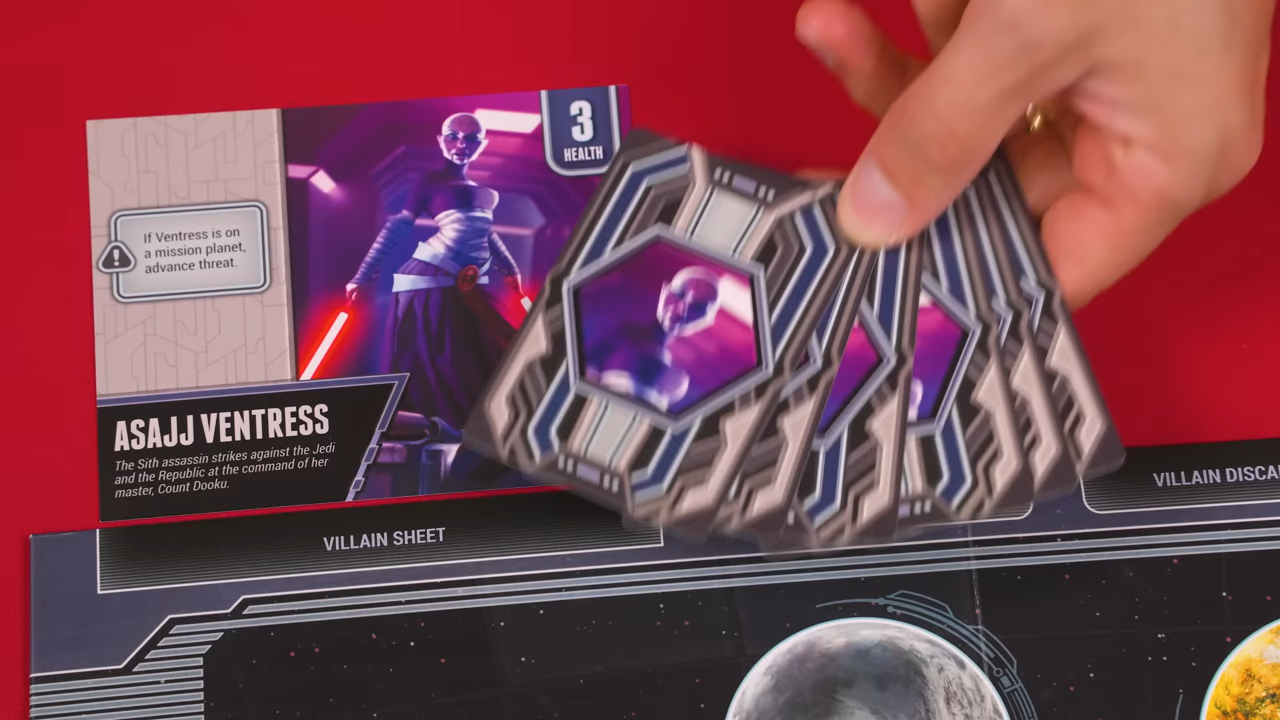 3
HEALTH
If Ventress is on
a mission planet,
advance threat.
ASAJJ VENTRESS
The Sith assassin strikes against the Jedi
and the Republic at the command of her
master, Count Dooku.
VILLAIN SHEET
VILLAIN DISCA